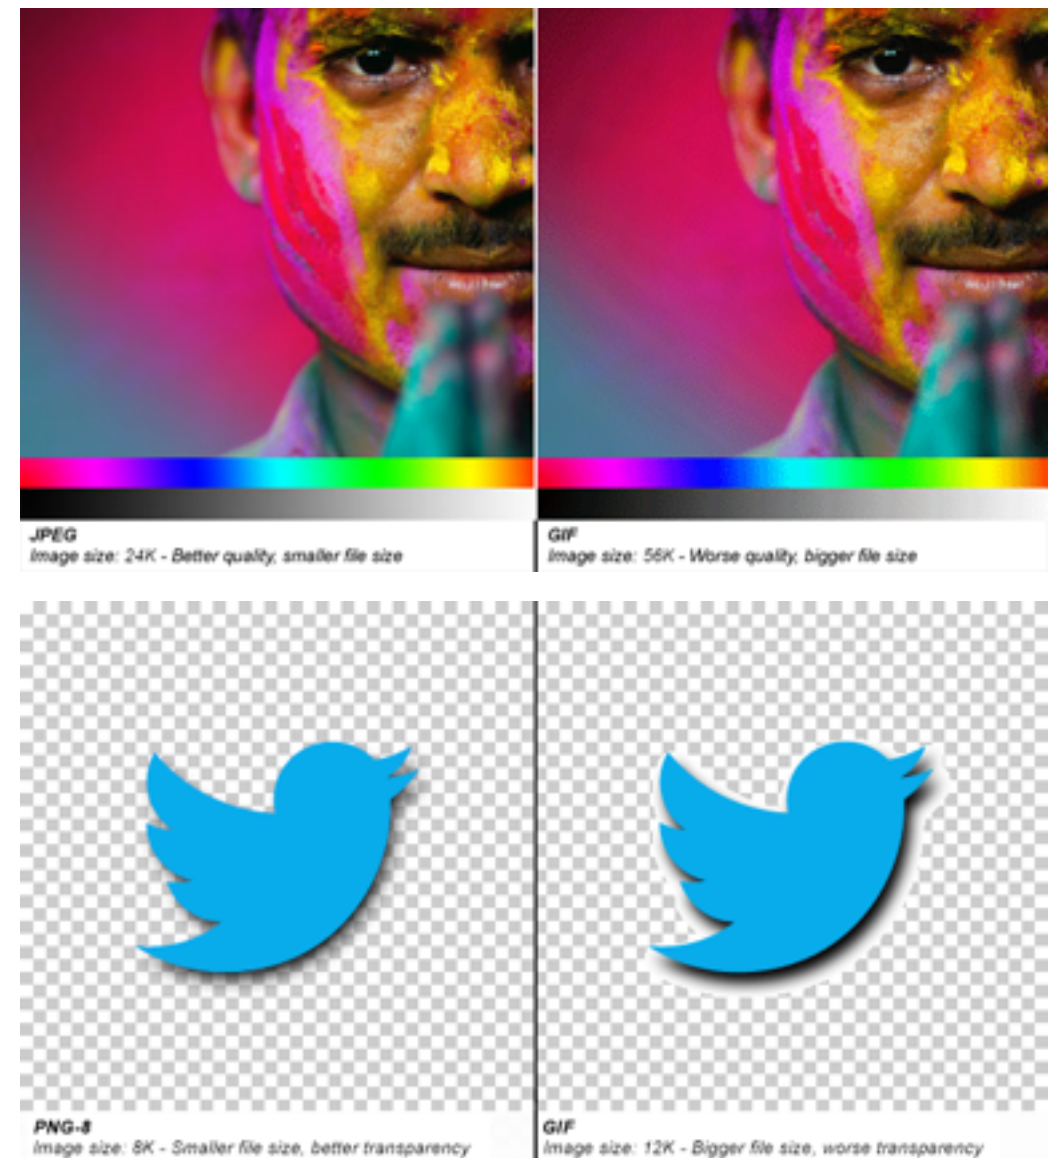 JPEG
Image size: 24K - Better quality, smaller file size
GIF
Image size: 56K - Worse quality, bigger file size
PNG-8
Image size: 8K - Smaller file size, better transparency
GIF
Image size: 12K - Bigger file size, worse transparency